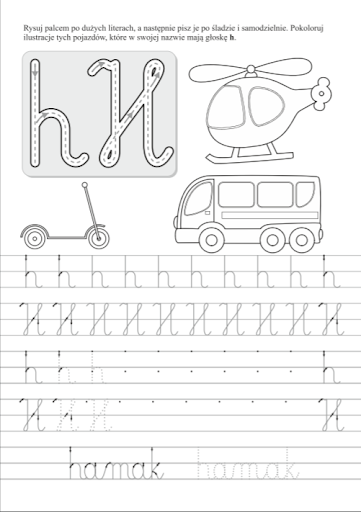 Rysuj palcem po dużych literach, a następnie pisz je po śladzie i samodzielnie. Pokoloruj
ilustracje tych pojazdów, które w swojej nazwie mają głoskę h.
h H
h h h h h h h h h h
H H H H H H H H H H H
h h h h
H H H H
hamak hamak